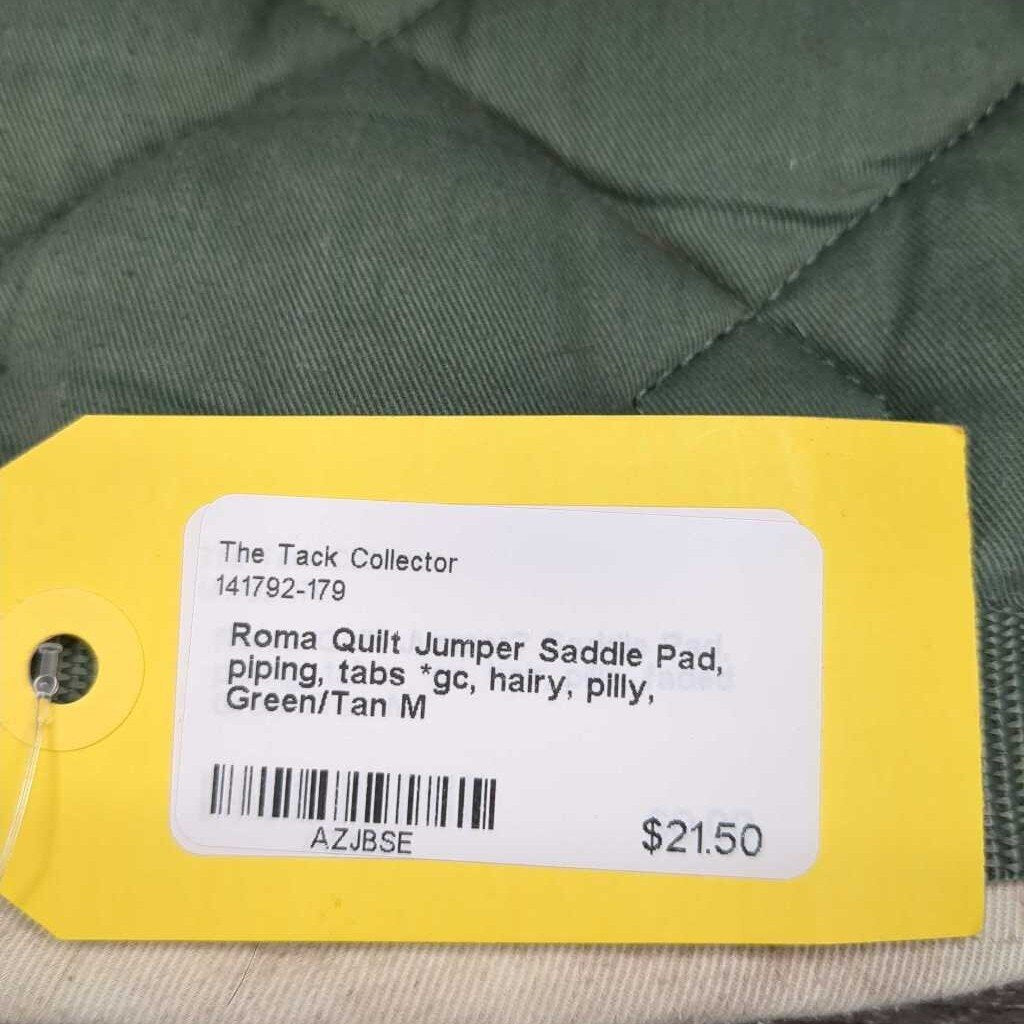 The Tack Collector
141792-179
Roma Quilt Jumper Saddle Pad,
piping, tabs *gc, hairy, pilly,
Green/Tan M
AZJBSE
$21.50